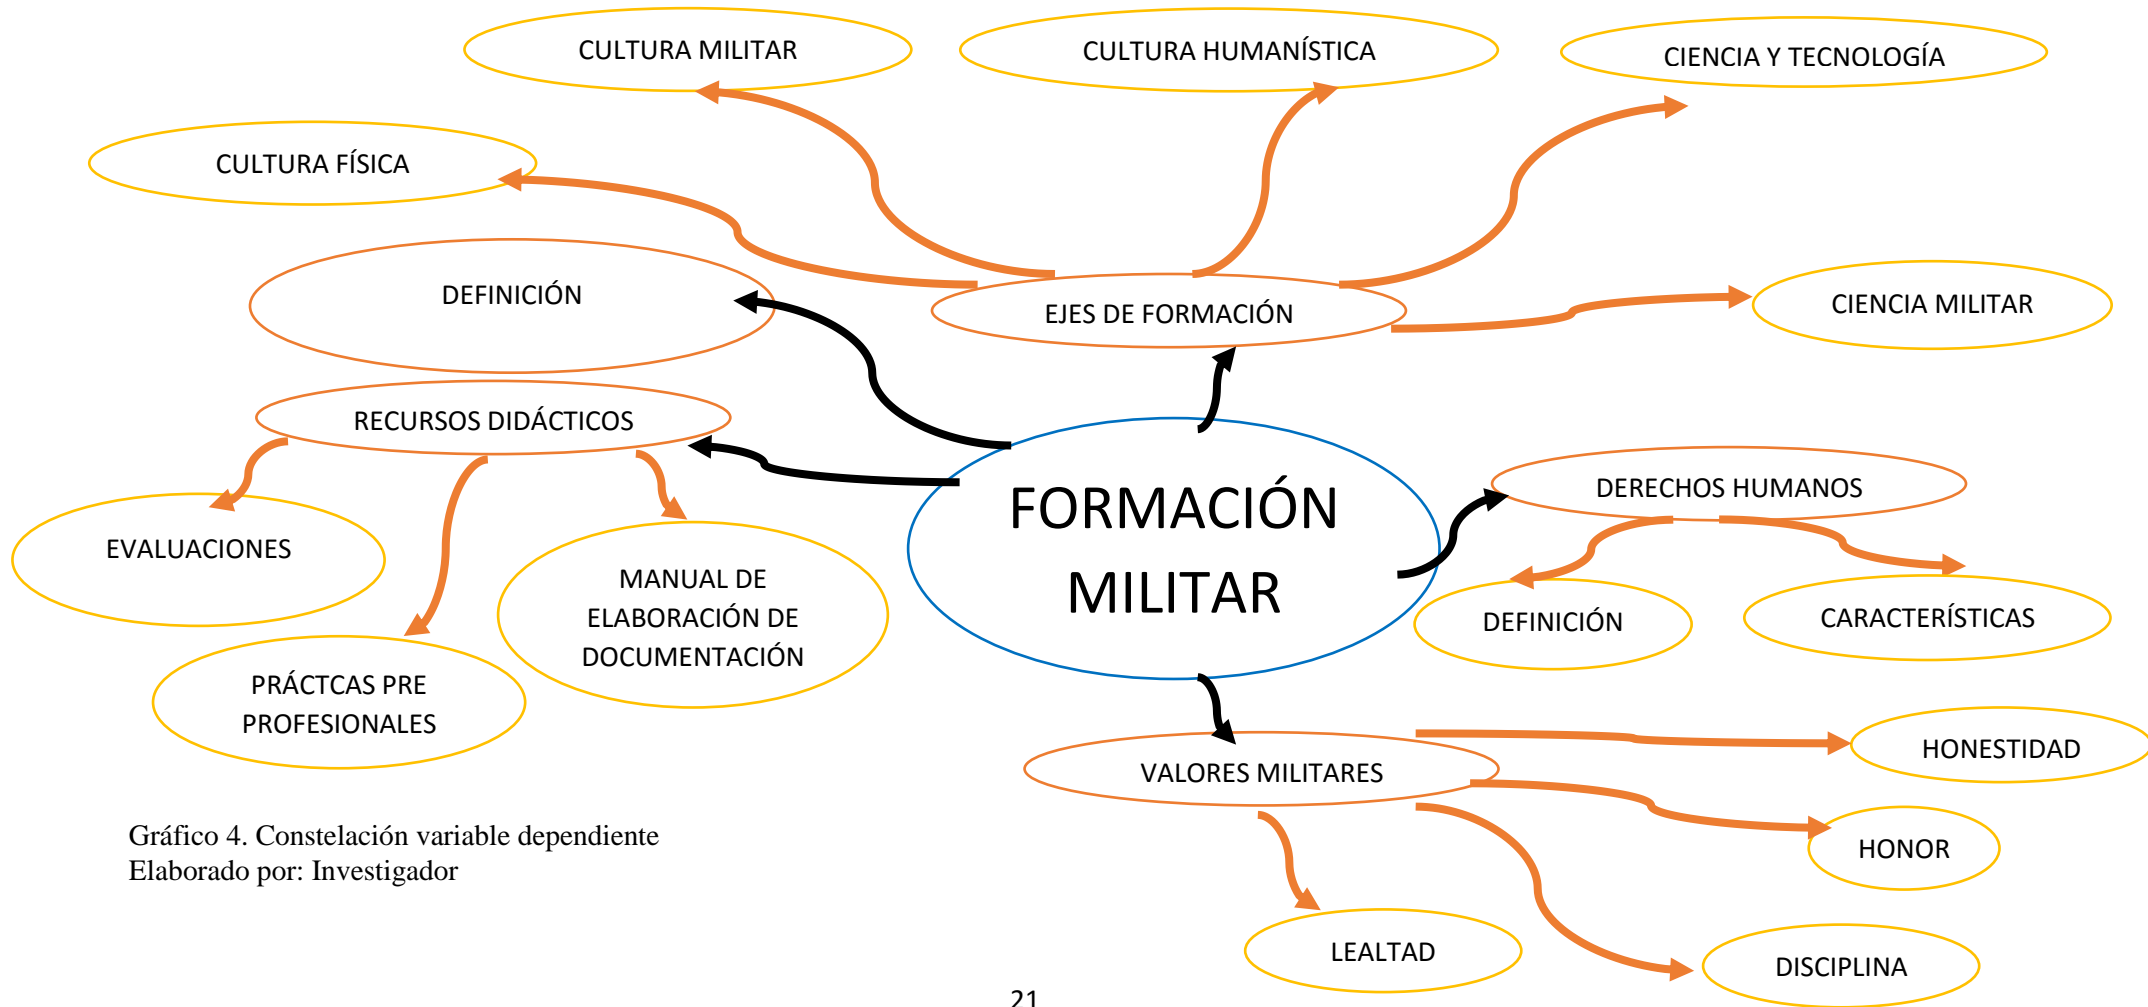 CULTURA MILITAR
CULTURA HUMANÍSTICA
CIENCIA Y TECNOLOGÍA
CULTURA FÍSICA
DEFINICIÓN
EJES DE FORMACIÓN
CIENCIA MILITAR
RECURSOS DIDÁCTICOS
FORMACIÓN
MILITAR
DERECHOS HUMANOS
EVALUACIONES
MANUAL DE
ELABORACIÓN DE
DOCUMENTACIÓN
DEFINICIÓN
CARACTERÍSTICAS
PRÁCTCAS PRE
PROFESIONALES
VALORES MILITARES
HONESTIDAD
HONOR
LEALTAD
DISCIPLINA
Gráfico 4. Constelación variable dependiente
Elaborado por: Investigador
21